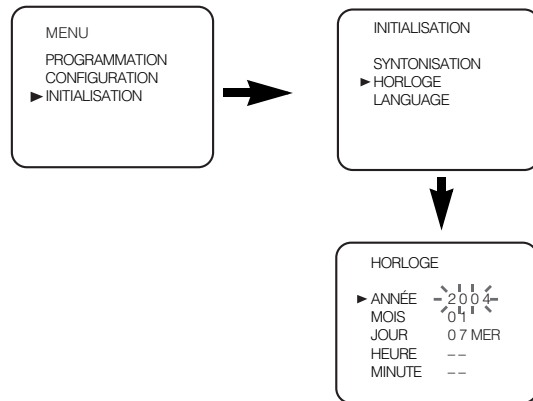 MENU
PROGRAMMATION
CONFIGURATION
►INITIALISATION
INITIALISATION
SYNTONISATION
►HORLOGE
LANGUAGE
HORLOGE
►ANNÉE 2004
MOIS 01
JOUR 07 MER
HEURE --
MINUTE --